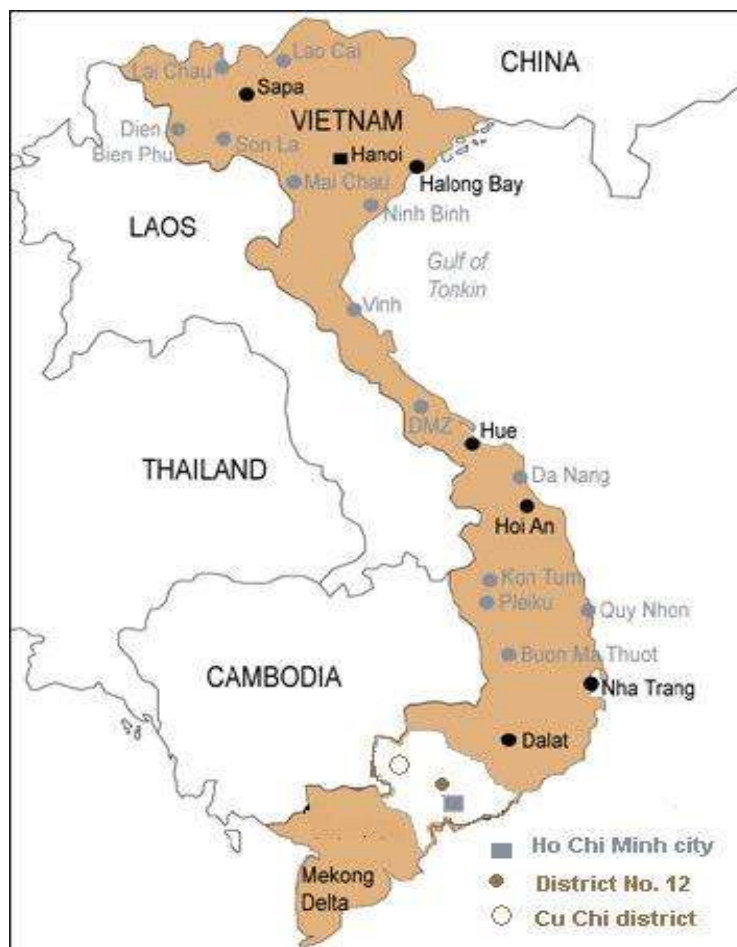 Lao Cai
CHINA
Lai Chau
Sapa
VIETNAM
Dien
Bien Phu
Son La
Hanoi
Mai Chau
Halong Bay
Ninh Binh
LAOS
Gulf of
Tonkin
Vinh
DMZ
Hue
THAILAND
Da Nang
Hoi An
Kon Tum
Pleiku
Quy Nhon
Buon Ma Thuot
CAMBODIA
Nha Trang
Dalat
Ho Chi Minh city
Mekong
Delta
District No. 12
Cu Chi district